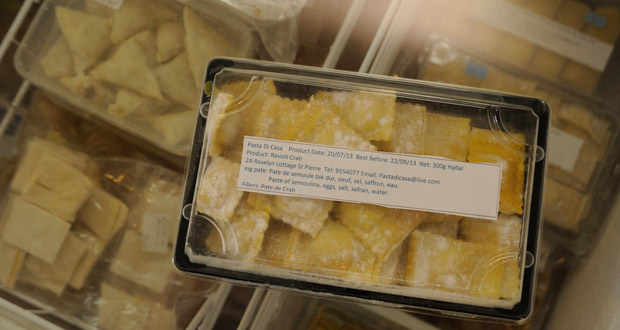 Pasta Di Casa Product Date: 20/07/13 Best Before: 22/09/13 Net: 300g Hallal
Product: Ravioli Crab
2A Roselyn cottage St Pierre Tel: 9154077 Email: Pastadicasa@live.com
Ing pate: Pate de semoule blé dur, oeuf, sel, saffron, eau.
Paste of semoulina, eggs, salt, safran, water.
Fillers: Pate de Crab